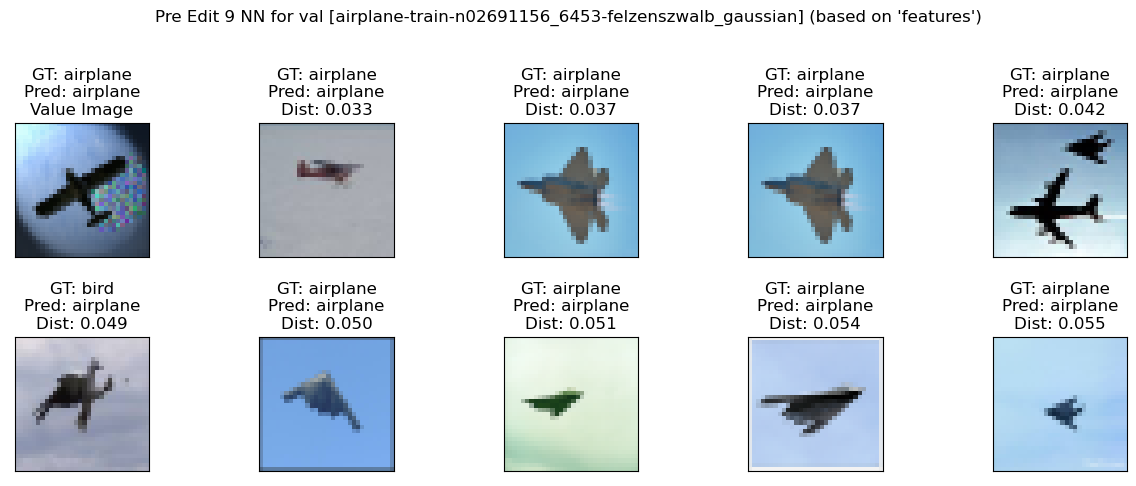 Pre Edit 9 NN for val [airplane-train-n02691156_6453-felzenszwalb_gaussian] (based on 'features')
GT: airplane
Pred: airplane
Value Image
GT: airplane
Pred: airplane
Dist: 0.033
GT: airplane
Pred: airplane
Dist: 0.037
GT: airplane
Pred: airplane
Dist: 0.037
GT: airplane
Pred: airplane
Dist: 0.042
GT: bird
Pred: airplane
Dist: 0.049
GT: airplane
Pred: airplane
Dist: 0.050
GT: airplane
Pred: airplane
Dist: 0.051
GT: airplane
Pred: airplane
Dist: 0.054
GT: airplane
Pred: airplane
Dist: 0.055